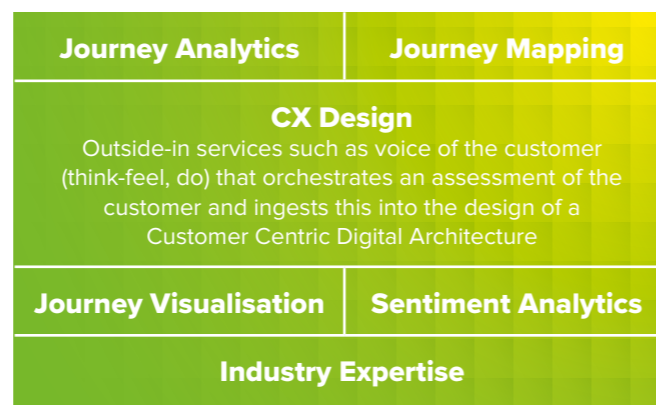 Journey Analytics
Journey Mapping
CX Design
Outside-in services such as voice of the customer
(think-feel, do) that orchestrates an assessment of the
customer and ingests this into the design of a
Customer Centric Digital Architecture
Journey Visualisation
Sentiment Analytics
Industry Expertise